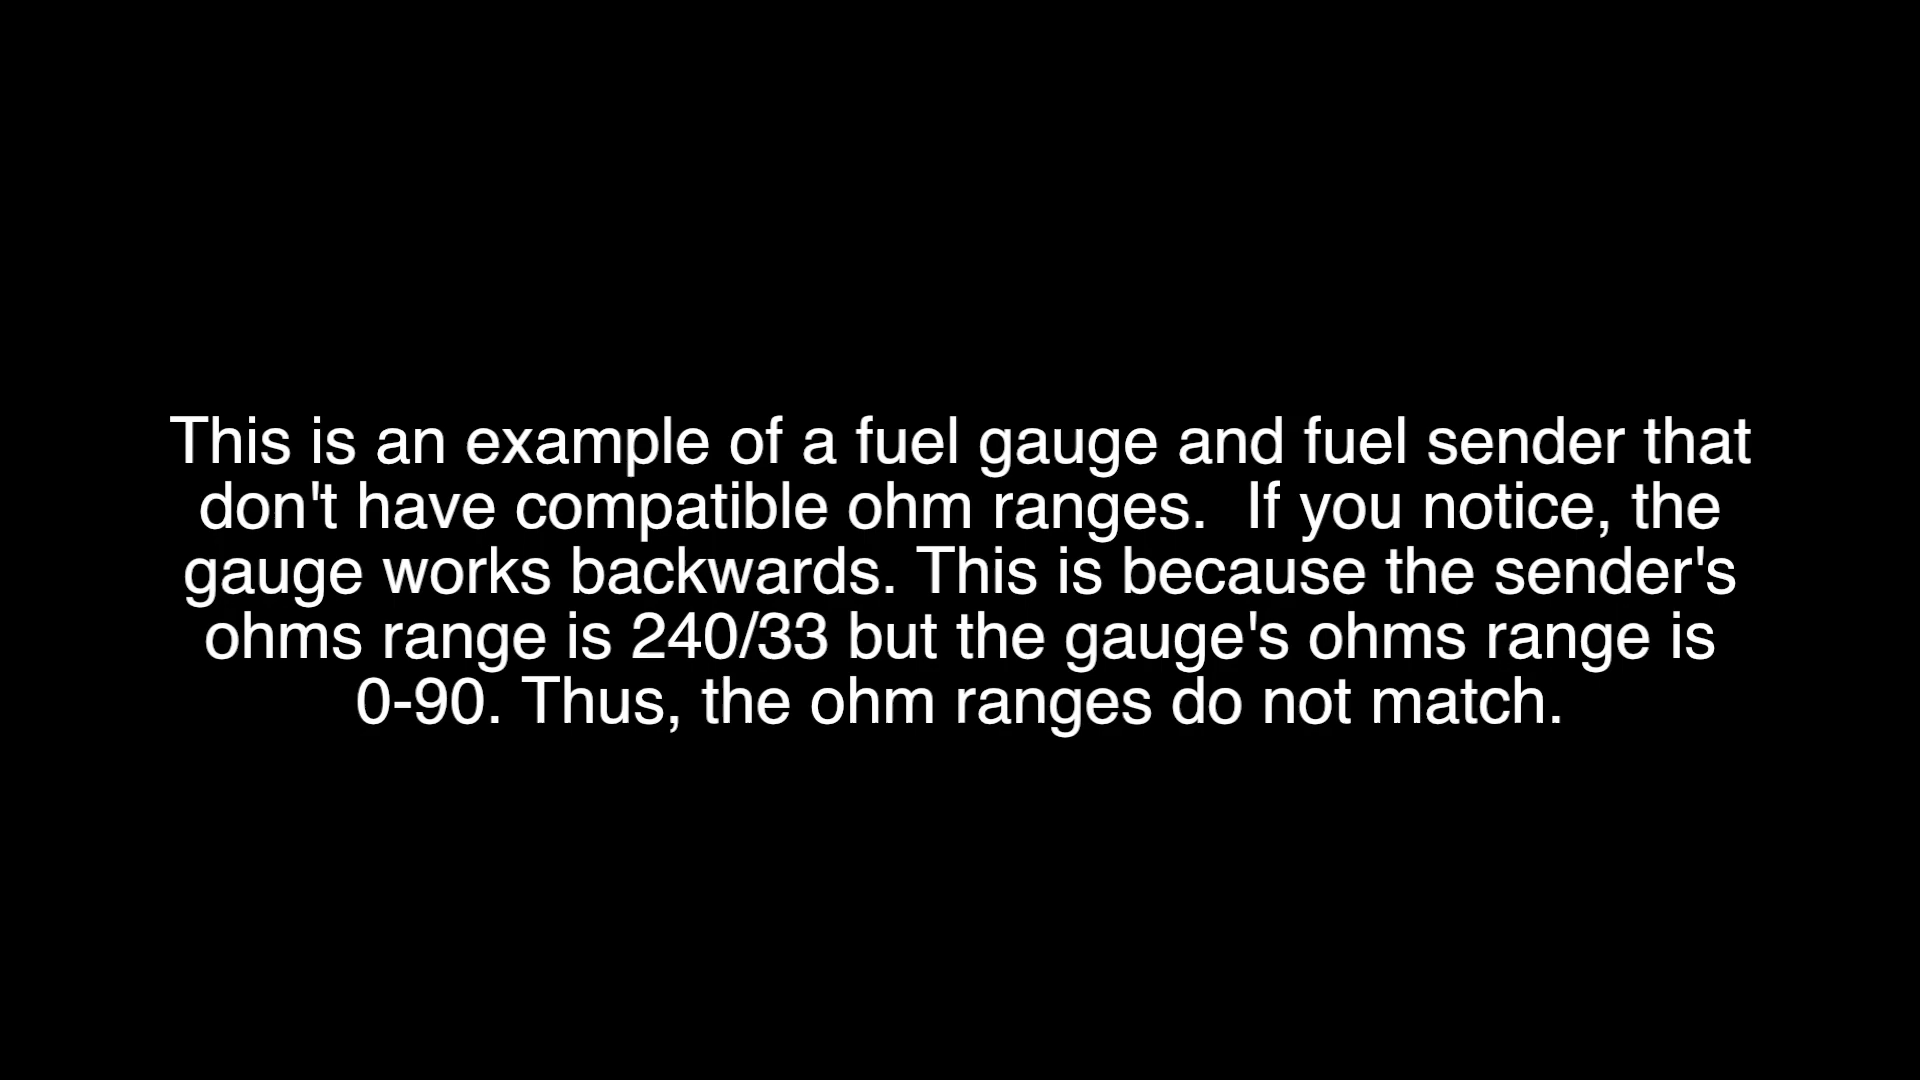 This is an example of a fuel gauge and fuel sender that
don't have compatible ohm ranges.  If you notice, the
gauge works backwards. This is because the sender's
ohms range is 240/33 but the gauge's ohms range is
0-90. Thus, the ohm ranges do not match.